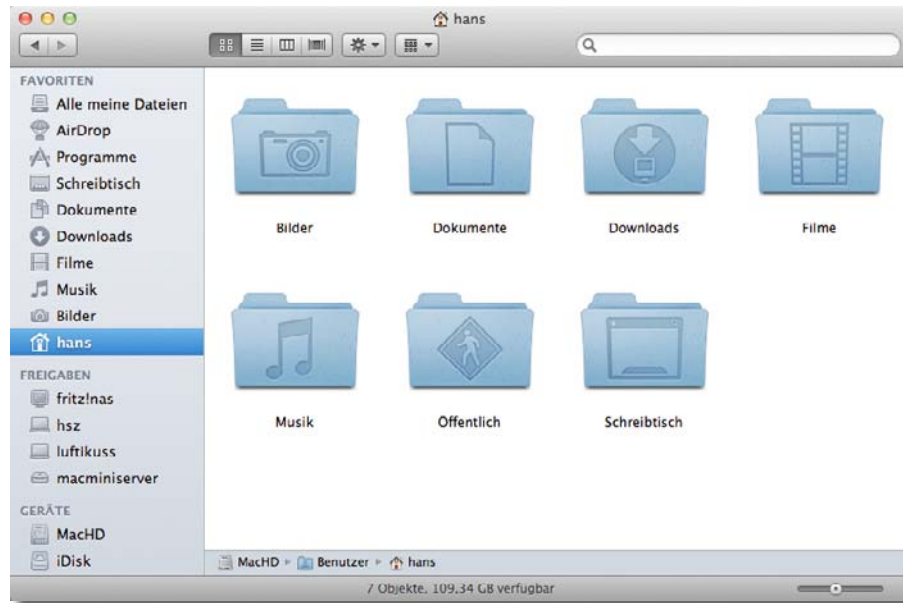 hans
FAVORITEN
Alle meine Dateien
AirDrop
Programme
Schreibtisch
Dokumente
Downloads
Filme
Musik
Bilder
hans
FREIGABEN
fritz!nas
hsz
luftikuss
macminiserver
GERÄTE
MacHD
iDisk
Bilder
Dokumente
Downloads
Filme
Musik
Öffentlich
Schreibtisch
MacHD ▸ Benutzer ▸ hans
7 Objekte, 109,34 GB verfügbar